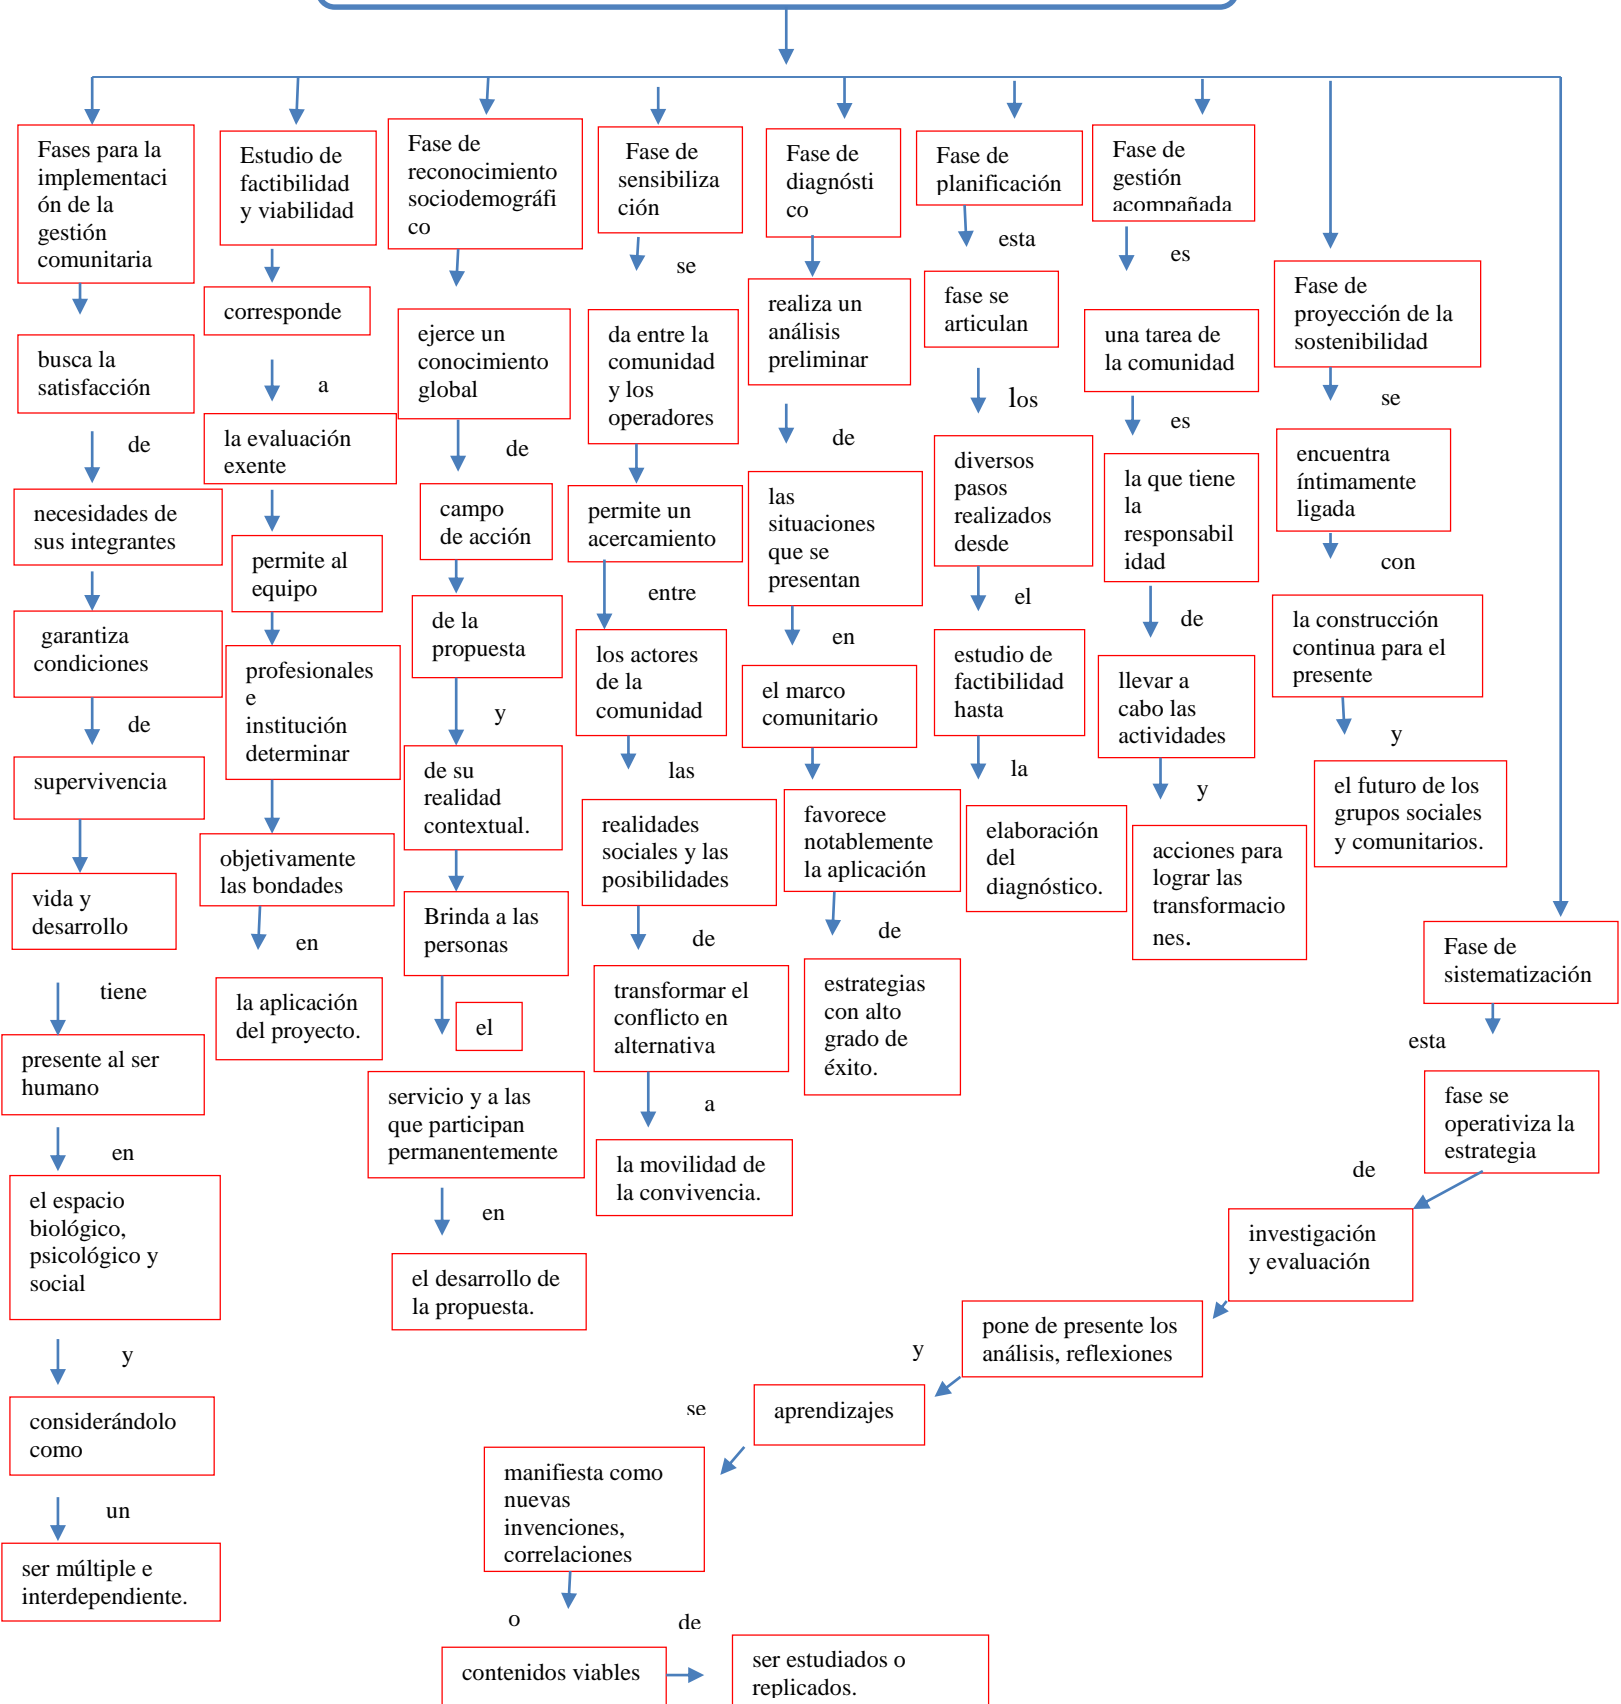 Fases para la
implementaci
ón de la
gestión
comunitaria
busca la
satisfacción
de
necesidades de
sus integrantes
garantiza
condiciones
de
supervivencia
vida y
desarrollo
tiene
presente al ser
humano
en
el espacio
biológico,
psicológico y
social
y
considerándolo
como
un
ser múltiple e
interdependiente.
Estudio de
factibilidad
y viabilidad
corresponde
a
la evaluación
exente
permite al
equipo
profesionales
e
institución
determinar
objetivamente
las bondades
en
la aplicación
del proyecto.
Fase de
reconocimiento
sociodemográfi
co
ejerce un
conocimiento
global
de
campo
de acción
de la
propuesta
y
de su
realidad
contextual.
Brinda a las
personas
el
servicio y a las
que participan
permanentemente
en
el desarrollo de
la propuesta.
Fase de
sensibiliza
ción
se
da entre la
comunidad
y los
operadores
permite un
acercamiento
entre
los actores
de la
comunidad
las
realidades
sociales y las
posibilidades
de
transformar el
conflicto en
alternativa
a
la movilidad de
la convivencia.
Fase de
diagnósti
co
realiza un
análisis
preliminar
de
las
situaciones
que se
presentan
en
el marco
comunitario
favorece
notablemente
la aplicación
de
estrategias
con alto
grado de
éxito.
Fase de
planificación
esta
fase se
articulan
los
diversos
pasos
realizados
desde
el
estudio de
factibilidad
hasta
la
elaboración
del
diagnóstico.
Fase de
gestión
acompañada
es
una tarea de
la comunidad
es
la que tiene
la
responsabil
idad
de
llevar a
cabo las
actividades
y
acciones para
lograr las
transformacio
nes.
Fase de
proyección de la
sostenibilidad
se
encuentra
íntimamente
ligada
con
la construcción
continua para el
presente
y
el futuro de los
grupos sociales
y comunitarios.
Fase de
sistematización
esta
fase se
operativiza la
estrategia
de
investigación
y evaluación
pone de presente los
análisis, reflexiones
y
aprendizajes
se
manifiesta como
nuevas
invenciones,
correlaciones
o
contenidos viables
de
ser estudiados o
replicados.